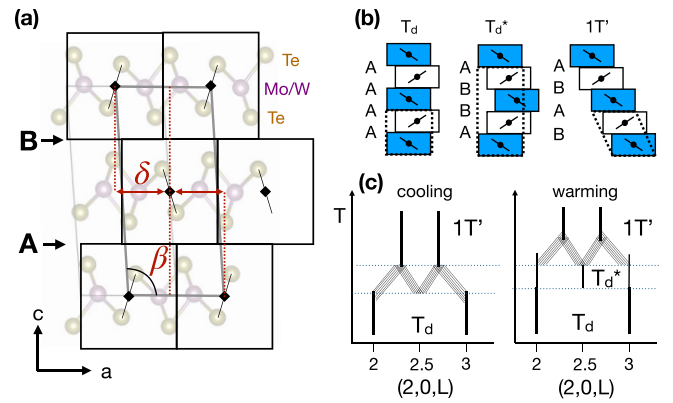 (a)
Te
Mo/W
Te
B
δ
A
β
c
a
(b)
Td Td* 1T'
A A A
A B B
A B A
A A B
(c)
cooling warming
T
1T' 1T'
Td*
Td Td
2 2.5 3 2 2.5 3
(2,0,L) (2,0,L)